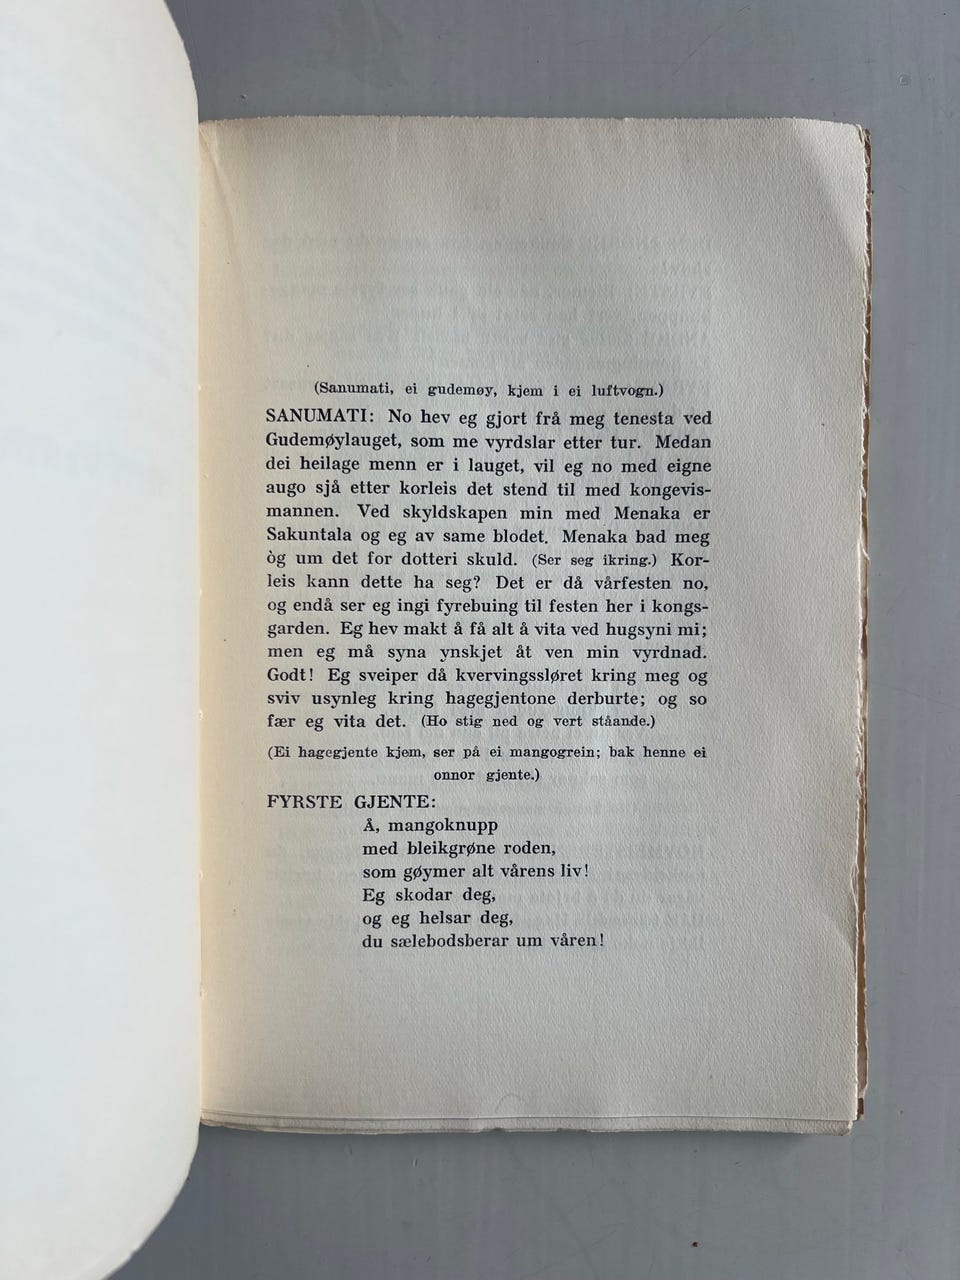 (Sanumati, ei gudemøy, kjem i ei luftvogn.)
SANUMATI: No hev eg gjort frå meg tenesta ved
Gudemøylauget, som me vyrdslar etter tur. Medan
dei heilage menn er i lauget, vil eg no med eigne
augo sjå etter korleis det stend til med kongevis-
mannen. Ved skyldskapen min med Menaka er
Sakuntala og eg av same blodet. Menaka bad meg
òg um det for dotteri skuld. (Ser seg ikring.) Kor-
leis kann dette ha seg? Det er då vårfesten no,
og endå ser eg ingi fyrebuing til festen her i kongs-
garden. Eg hev makt å få alt å vita ved hugsyni mi;
men eg må syna ynskjet åt ven min vyrdnad.
Godt! Eg sveiper då kvervingssløret kring meg og
sviv usynleg kring hagegjentone derburte; og so
fær eg vita det. (Ho stig ned og vert ståande.)
(Ei hagegjente kjem, ser på ei mangogrein; bak henne ei
onnor gjente.)
FYRSTE GJENTE:
Å, mangoknupp
med bleikgrøne roden,
som gøymer alt vårens liv!
Eg skodar deg,
og eg helsar deg,
du sælebodsberar um våren!